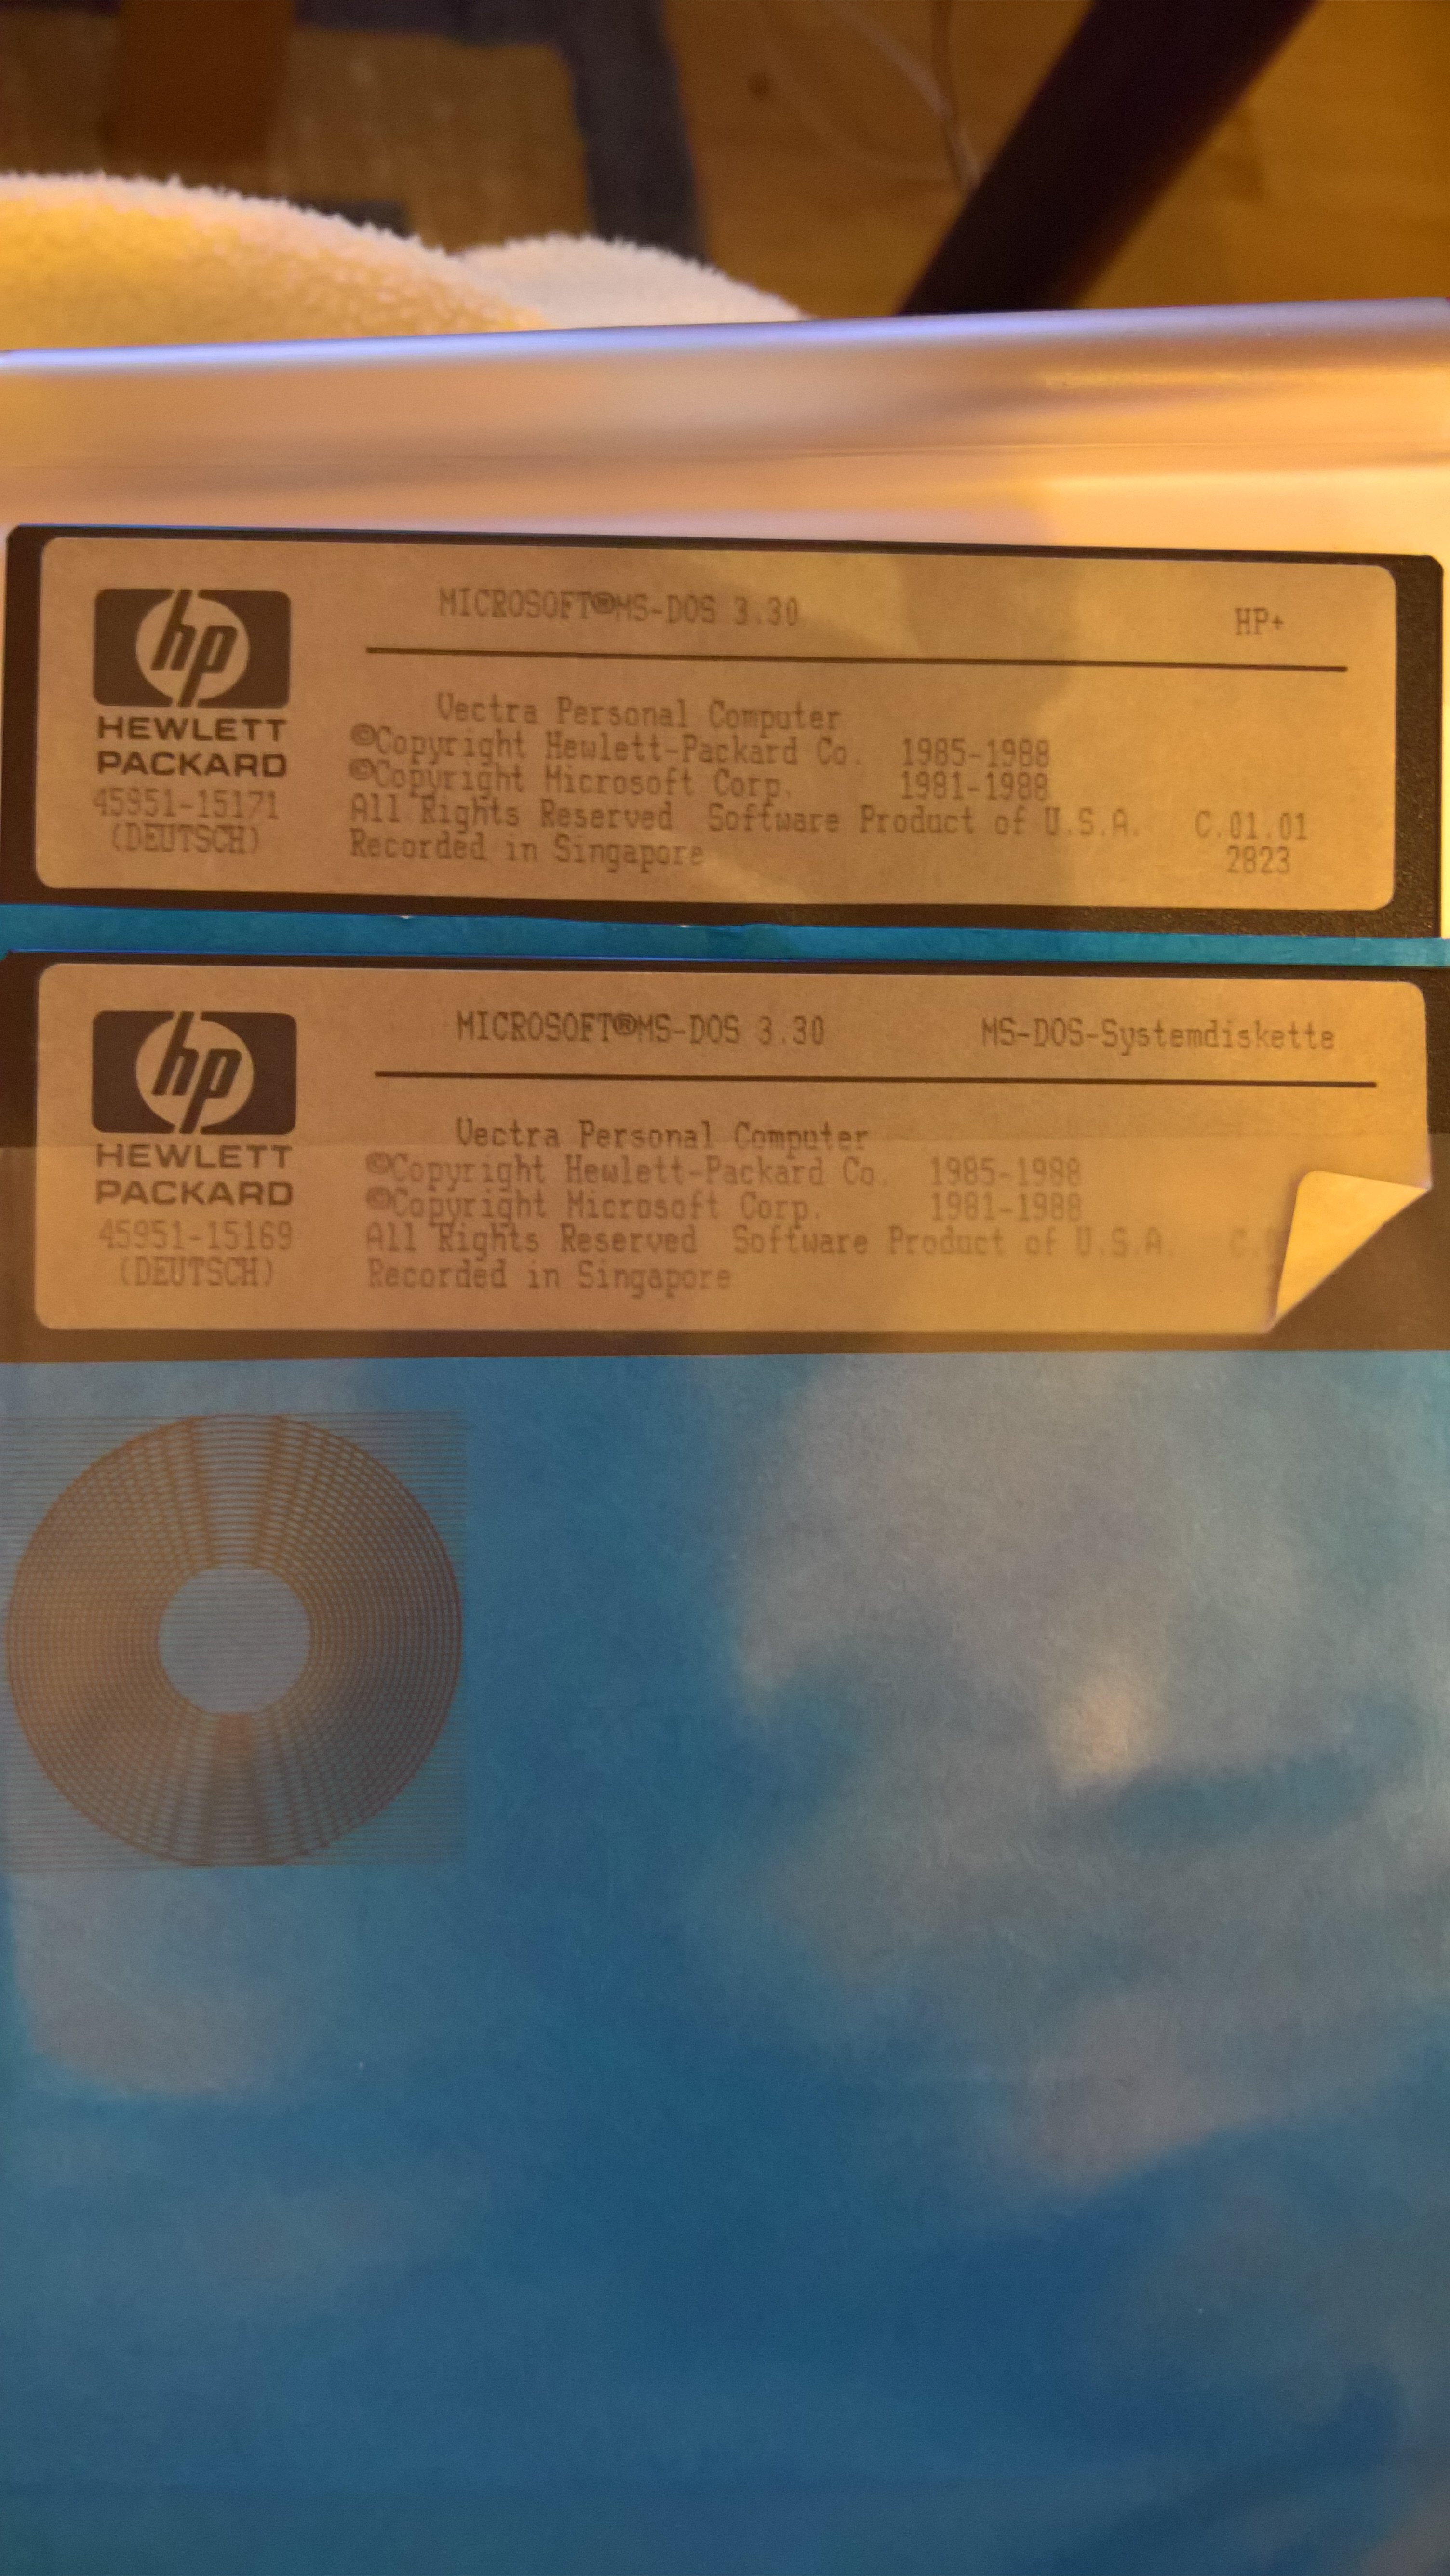 MICROSOFT®MS-DOS 3.30 HP+
hp
HEWLETT
PACKARD
45951-15171
(DEUTSCH)
Vectra Personal Computer
©Copyright Hewlett-Packard Co. 1985-1988
©Copyright Microsoft Corp. 1981-1988
All Rights Reserved Software Product of U.S.A. C.01.01
Recorded in Singapore 2823
MICROSOFT®MS-DOS 3.30 MS-DOS-Systemdiskette
hp
HEWLETT
PACKARD
45951-15169
(DEUTSCH)
Vectra Personal Computer
©Copyright Hewlett-Packard Co. 1985-1988
©Copyright Microsoft Corp. 1981-1988
All Rights Reserved Software Product of U.S.A. C.
Recorded in Singapore